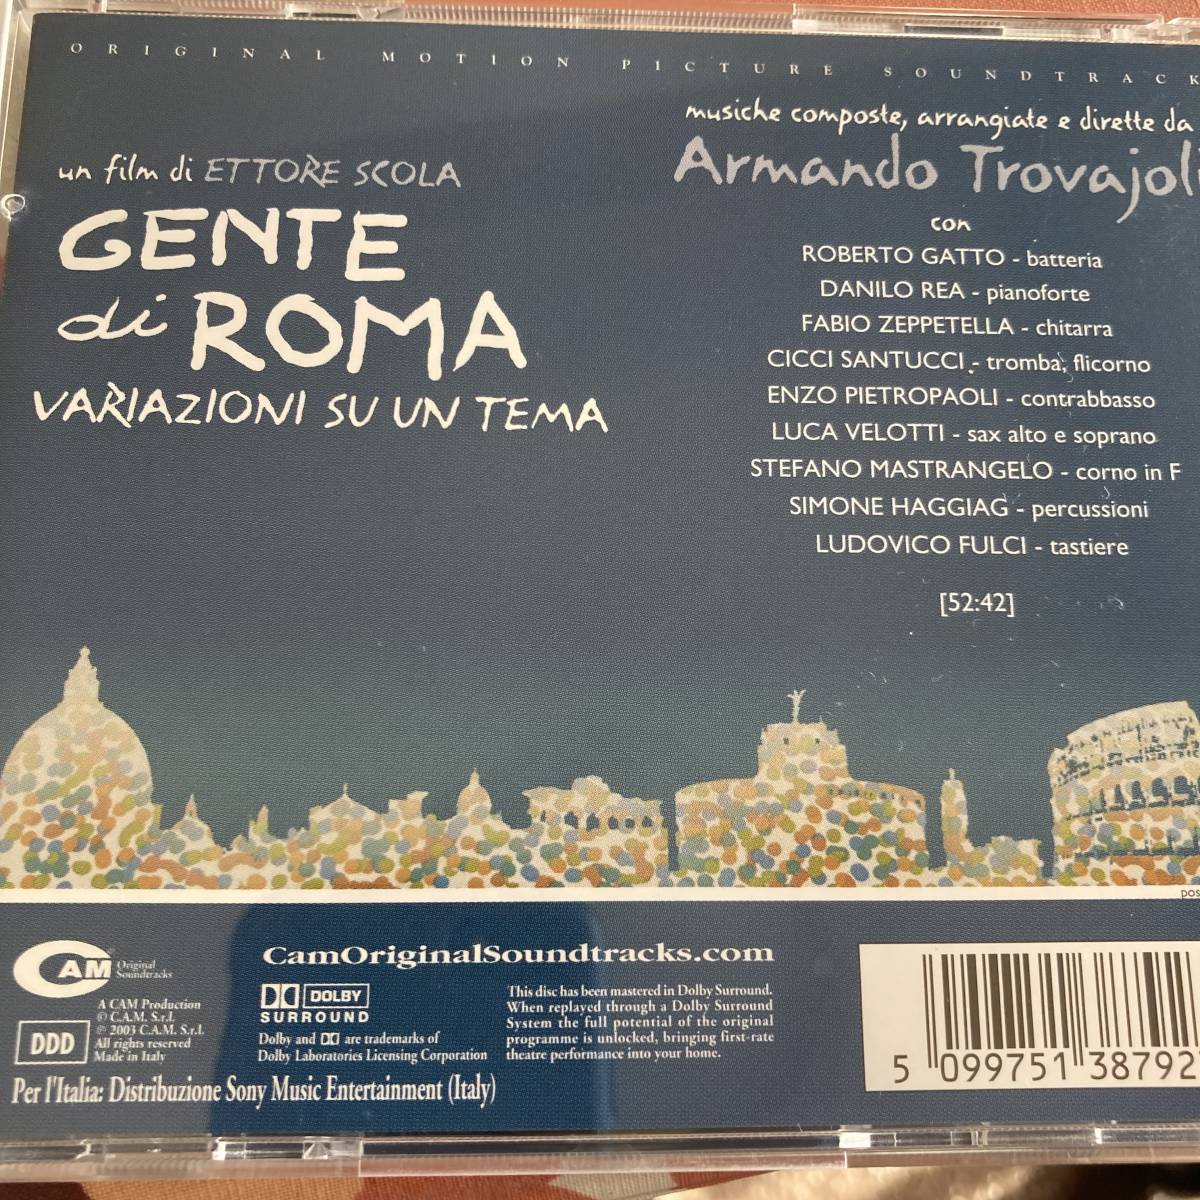 ORIGINAL MOTION PICTURE SOUNDTRACK
un film di ETTORE SCOLA
GENTE
di ROMA
VARIAZIONI SU UN TEMA
musiche composte, arrangiate e dirette da
Armando Trovajoli
con
ROBERTO GATTO - batteria
DANILO REA - pianoforte
FABIO ZEPPETELLA - chitarra
CICCI SANTUCCI - tromba, flicorno
ENZO PIETROPAOLI - contrabbasso
LUCA VELOTTI - sax alto e soprano
STEFANO MASTRANGELO - corno in F
SIMONE HAGGIAG - percussioni
LUDOVICO FULCI - tastiere
[52:42]
pos
CAM Original
Soundtracks
A CAM Production
© C.A.M. S.r.l.
℗ 2003 C.A.M. S.r.l.
All rights reserved
Made in Italy
DDD
CamOriginalSoundtracks.com
DOLBY
SURROUND
Dolby and DD are trademarks of
Dolby Laboratories Licensing Corporation
This disc has been mastered in Dolby Surround.
When replayed through a Dolby Surround
System the full potential of the original
programme is unlocked, bringing first-rate
theatre performance into your home.
Per l'Italia: Distribuzione Sony Music Entertainment (Italy)
5 099751 38792